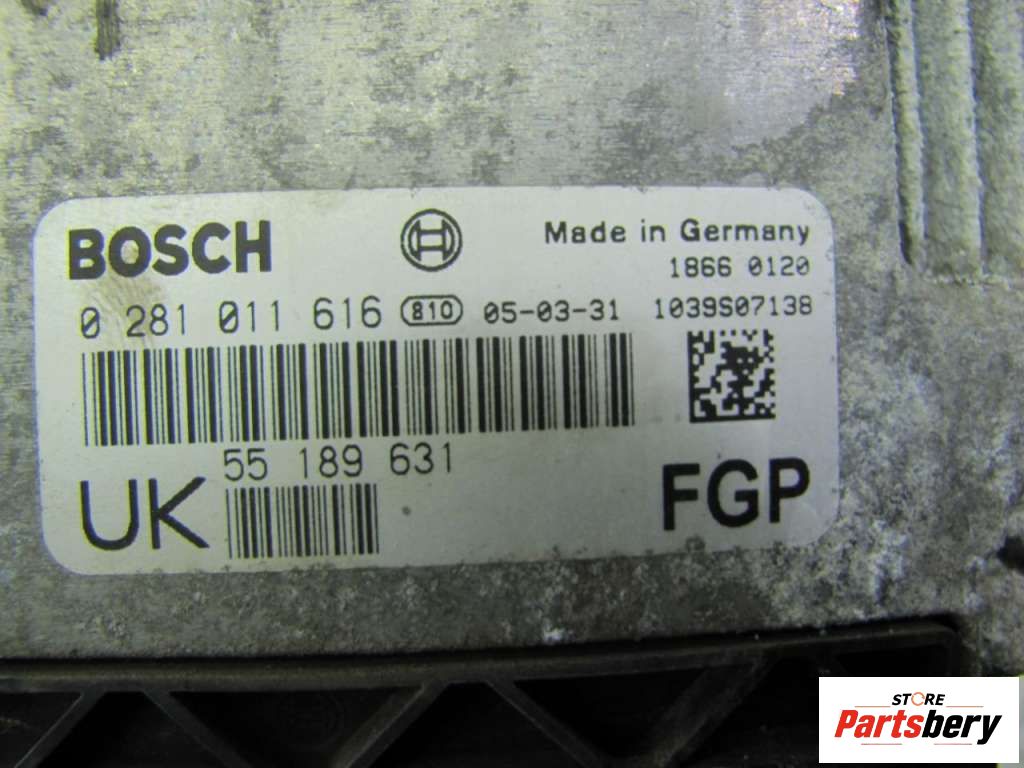 BOSCH
Made in Germany
1866 0120
0 281 011 616 810 05-03-31 1039S07138
55 189 631
UK
FGP
STORE
Partsbery